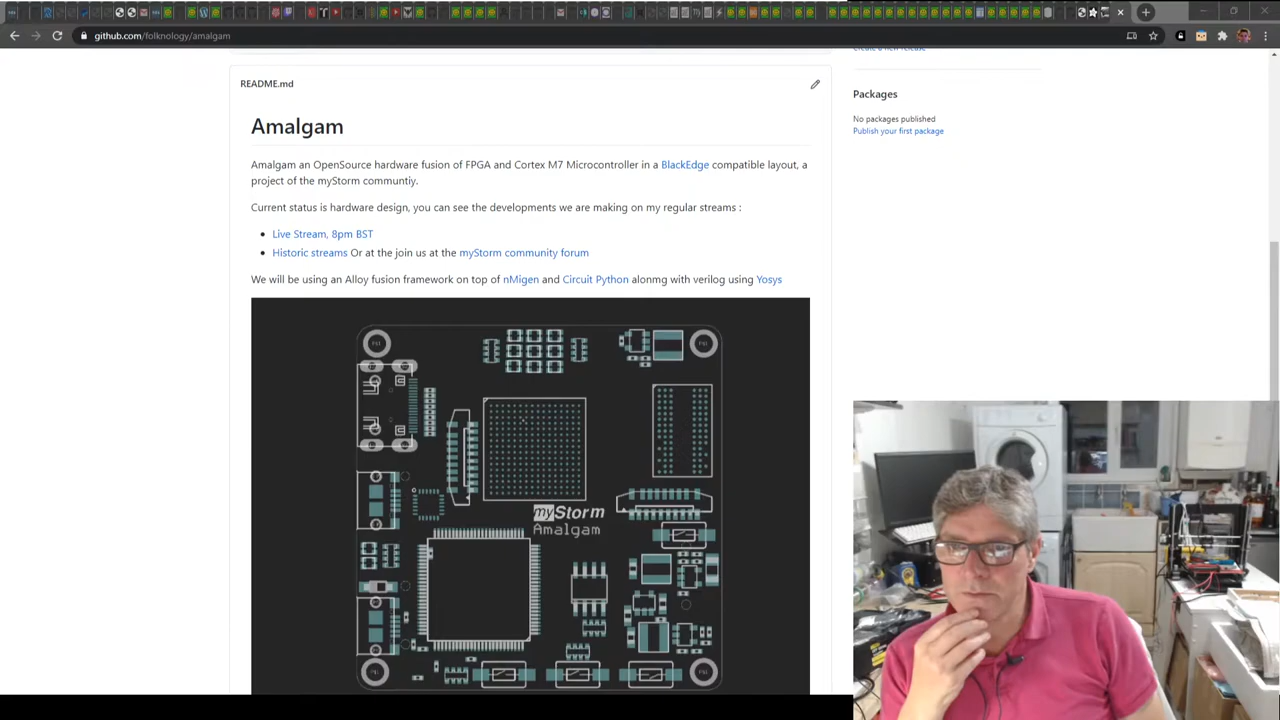 github.com/folknology/amalgam
Create a new release
README.md
Amalgam
Amalgam an OpenSource hardware fusion of FPGA and Cortex M7 Microcontroller in a BlackEdge compatible layout, a
project of the myStorm communtiy.
Current status is hardware design, you can see the developments we are making on my regular streams :
Live Stream, 8pm BST
Historic streams Or at the join us at the myStorm community forum
We will be using an Alloy fusion framework on top of nMigen and Circuit Python alonmg with verilog using Yosys
Packages
No packages published
Publish your first package
myStorm
Amalgam